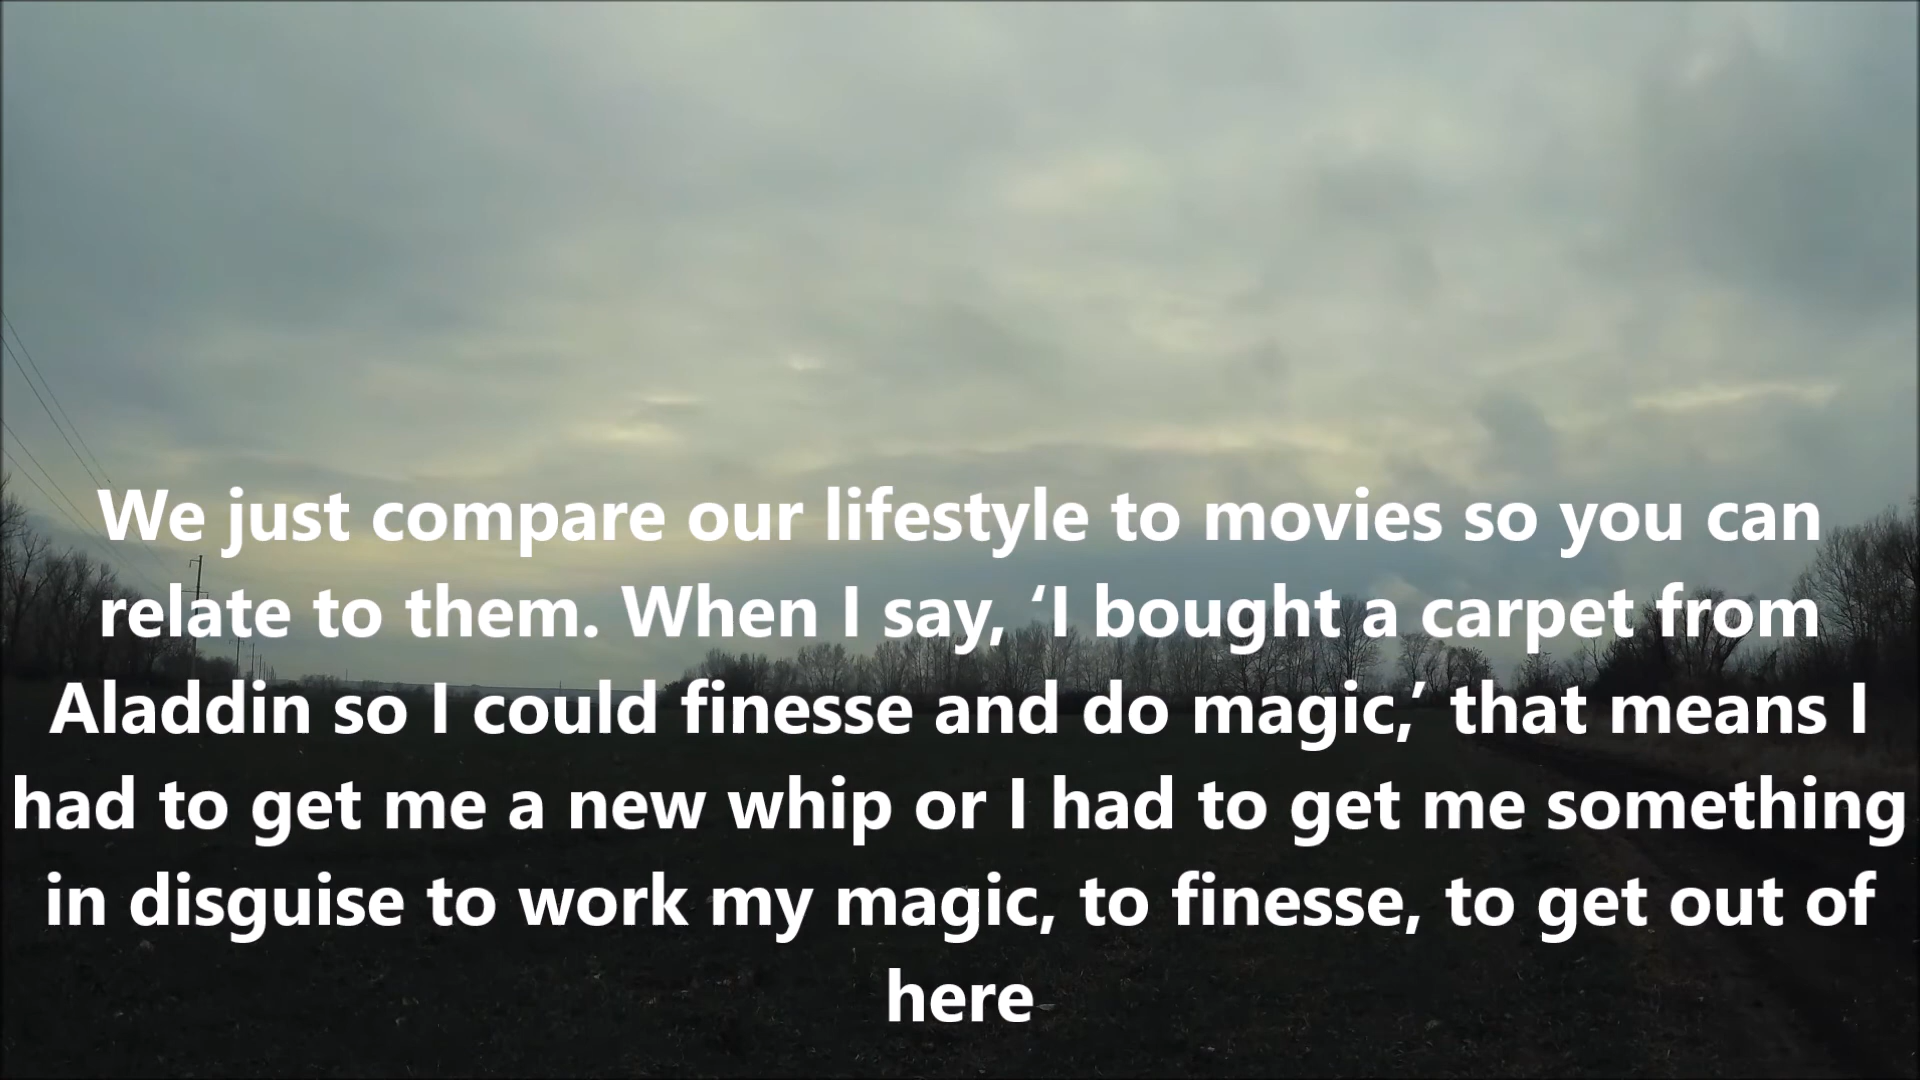 We just compare our lifestyle to movies so you can
relate to them. When I say, ‘I bought a carpet from
Aladdin so I could finesse and do magic,’ that means I
had to get me a new whip or I had to get me something
in disguise to work my magic, to finesse, to get out of
here